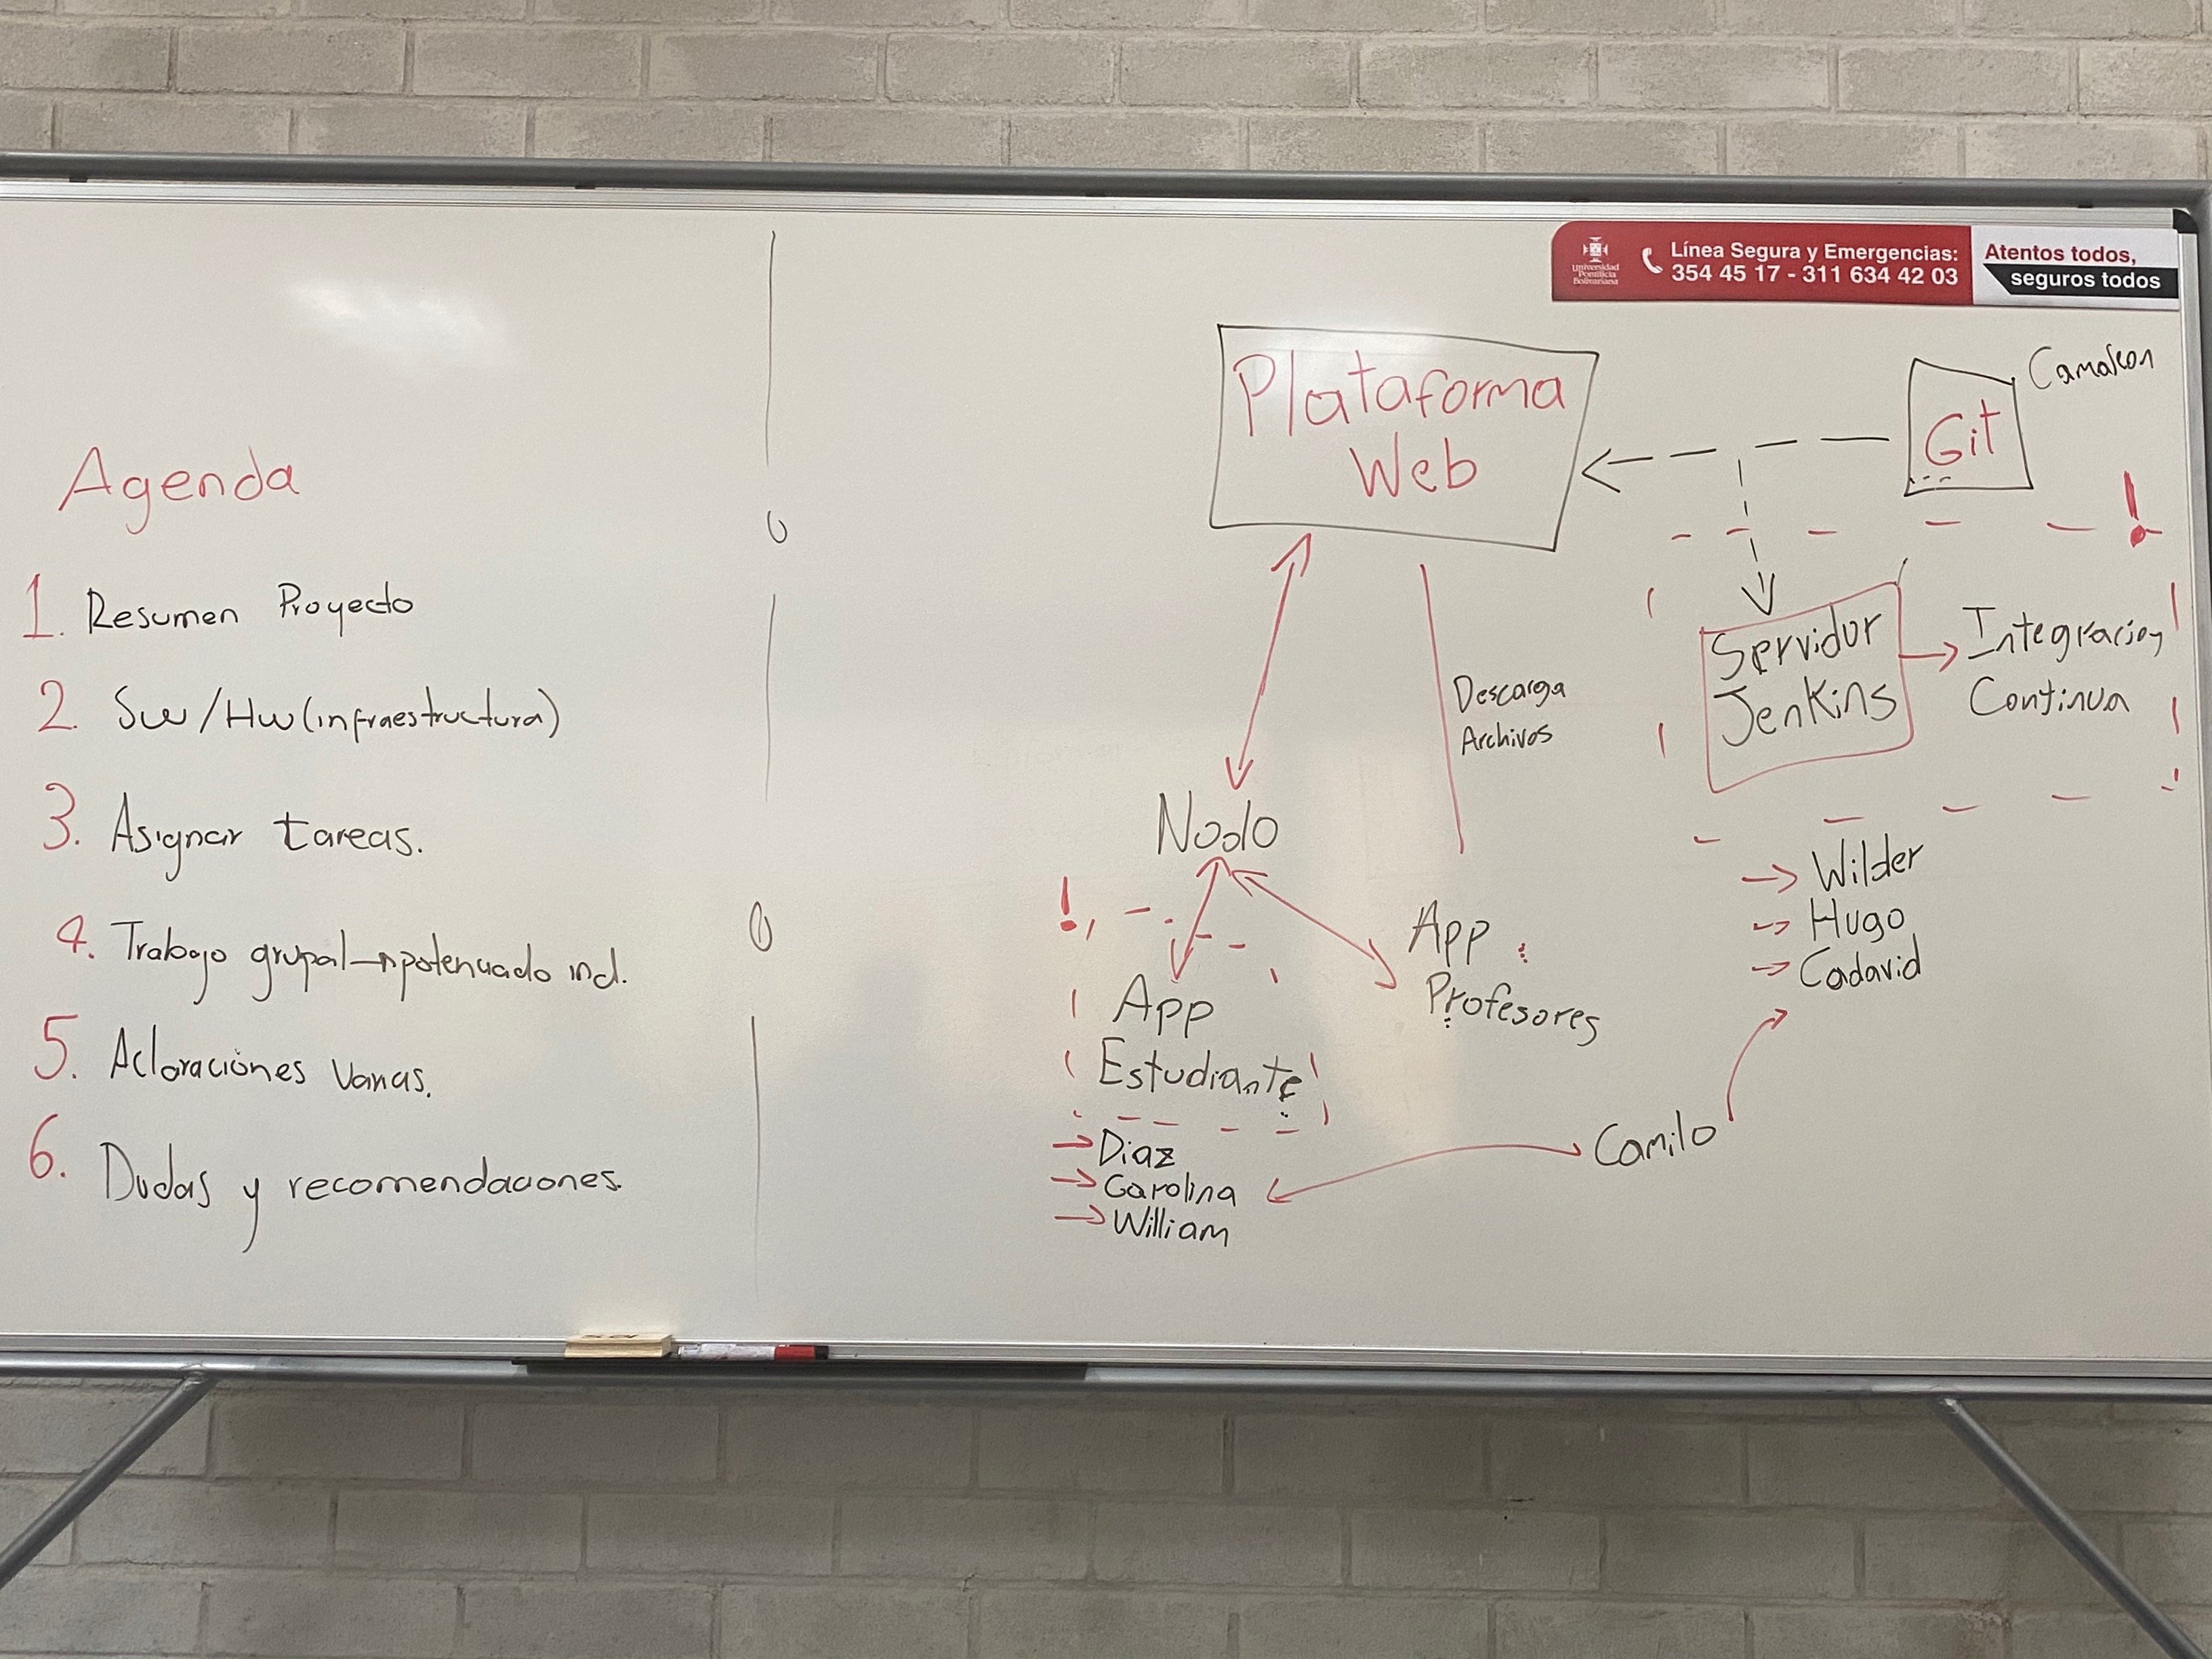 Universidad
Pontificia
Bolivariana
Línea Segura y Emergencias:
354 45 17 - 311 634 42 03
Atentos todos,
seguros todos
Agenda
1. Resumen Proyecto
2. Sw/Hw (infraestructura)
3. Asignar tareas.
4. Trabajo grupal → potenciado ind.
5. Aclaraciones varias.
6. Dudas y recomendaciones.
Plataforma
Web
Git
Camaleon
!
Servidor
Jenkins
Integracion
Continua
Descarga
Archivos
Nodo
!
App
Estudiante
App
Profesores
→ Wilder
→ Hugo
→ Cadavid
→ Diaz
→ Carolina
→ William
Camilo